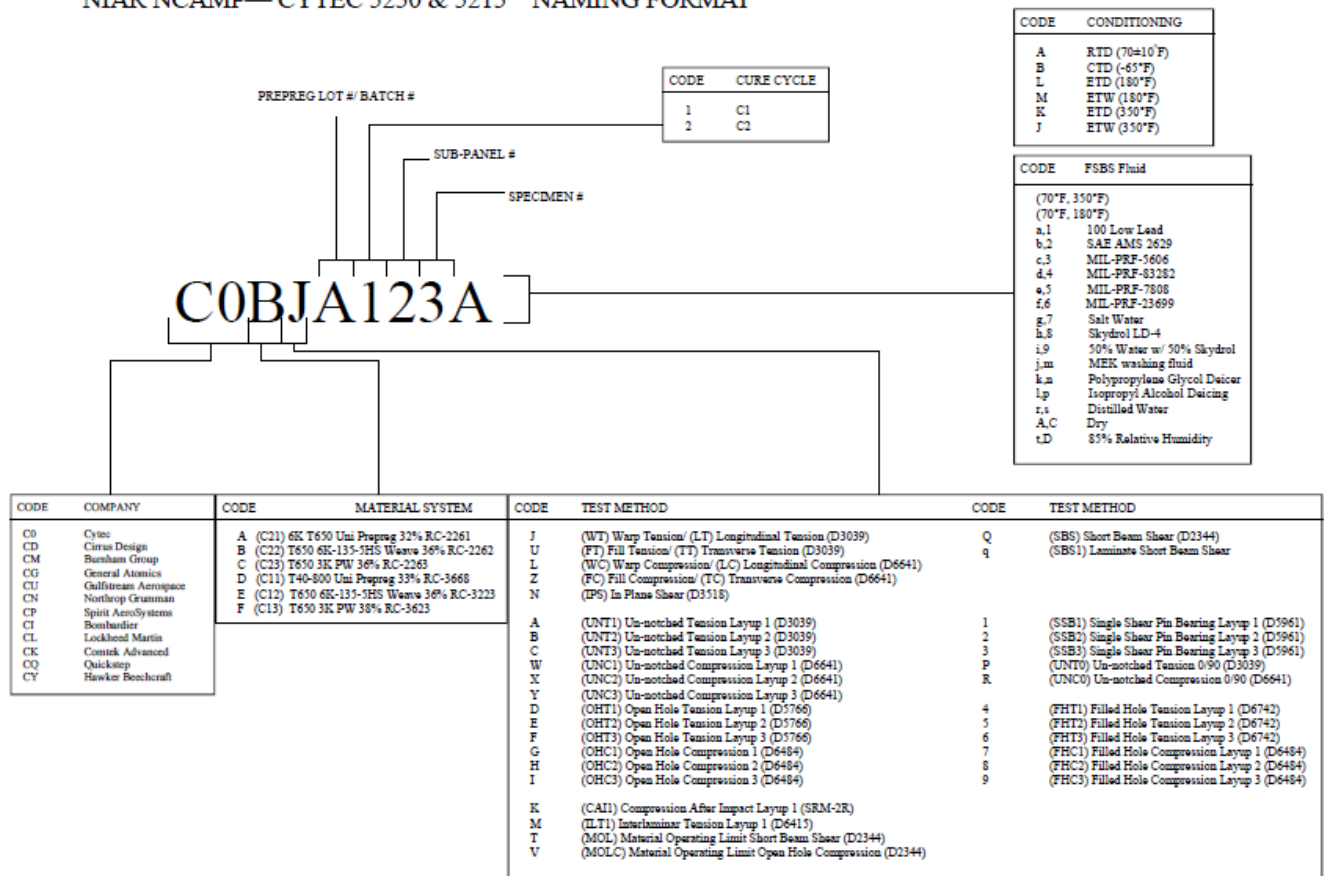 NIAR NCAMP— CYTEC 5250 & 5215 NAMING FORMAT
CODE CONDITIONING
A RTD (70±10°F)
B CTD (-65°F)
L ETD (180°F)
M ETW (180°F)
K ETD (350°F)
J ETW (350°F)
CODE CURE CYCLE
1 C1
2 C2
PREPREG LOT #/ BATCH #
SUB-PANEL #
SPECIMEN #
C0BJA123A
CODE FSBS Fluid
(70°F, 350°F)
(70°F, 180°F)
a,1 100 Low Lead
b,2 SAE AMS 2629
c,3 MIL-PRF-5606
d,4 MIL-PRF-83282
e,5 MIL-PRF-7808
f,6 MIL-PRF-23699
g,7 Salt Water
h,8 Skydrol LD-4
i,9 50% Water w/ 50% Skydrol
j,m MEK washing fluid
k,n Polypropylene Glycol Deicer
l,p Isopropyl Alcohol Deicing
r,s Distilled Water
A,C Dry
t,D 85% Relative Humidity
CODE COMPANY
C0 Cytec
CD Cirrus Design
CM Burnham Group
CG General Atomics
CU Gulfstream Aerospace
CN Northrop Grumman
CP Spirit AeroSystems
CI Bombardier
CL Lockheed Martin
CK Comtek Advanced
CQ Quickstep
CY Hawker Beechcraft
CODE MATERIAL SYSTEM
A (C21) 6K T650 Uni Prepreg 32% RC-2261
B (C22) T650 6K-135-5HS Weave 36% RC-2262
C (C23) T650 3K PW 36% RC-2263
D (C11) T40-800 Uni Prepreg 33% RC-3668
E (C12) T650 6K-135-5HS Weave 36% RC-3223
F (C13) T650 3K PW 38% RC-3623
CODE TEST METHOD
J (WT) Warp Tension/ (LT) Longitudinal Tension (D3039)
U (FT) Fill Tension/ (TT) Transverse Tension (D3039)
L (WC) Warp Compression/ (LC) Longitudinal Compression (D6641)
Z (FC) Fill Compression/ (TC) Transverse Compression (D6641)
N (IPS) In Plane Shear (D3518)
A (UNT1) Un-notched Tension Layup 1 (D3039)
B (UNT2) Un-notched Tension Layup 2 (D3039)
C (UNT3) Un-notched Tension Layup 3 (D3039)
W (UNC1) Un-notched Compression Layup 1 (D6641)
X (UNC2) Un-notched Compression Layup 2 (D6641)
Y (UNC3) Un-notched Compression Layup 3 (D6641)
D (OHT1) Open Hole Tension Layup 1 (D5766)
E (OHT2) Open Hole Tension Layup 2 (D5766)
F (OHT3) Open Hole Tension Layup 3 (D5766)
G (OHC1) Open Hole Compression 1 (D6484)
H (OHC2) Open Hole Compression 2 (D6484)
I (OHC3) Open Hole Compression 3 (D6484)
K (CAI1) Compression After Impact Layup 1 (SRM-2R)
M (ILT1) Interlaminar Tension Layup 1 (D6415)
T (MOL) Material Operating Limit Short Beam Shear (D2344)
V (MOLC) Material Operating Limit Open Hole Compression (D2344)
CODE TEST METHOD
Q (SBS) Short Beam Shear (D2344)
q (SBS1) Laminate Short Beam Shear
1 (SSB1) Single Shear Pin Bearing Layup 1 (D5961)
2 (SSB2) Single Shear Pin Bearing Layup 2 (D5961)
3 (SSB3) Single Shear Pin Bearing Layup 3 (D5961)
P (UNT0) Un-notched Tension 0/90 (D3039)
R (UNC0) Un-notched Compression 0/90 (D6641)
4 (FHT1) Filled Hole Tension Layup 1 (D6742)
5 (FHT2) Filled Hole Tension Layup 2 (D6742)
6 (FHT3) Filled Hole Tension Layup 3 (D6742)
7 (FHC1) Filled Hole Compression Layup 1 (D6484)
8 (FHC2) Filled Hole Compression Layup 2 (D6484)
9 (FHC3) Filled Hole Compression Layup 3 (D6484)